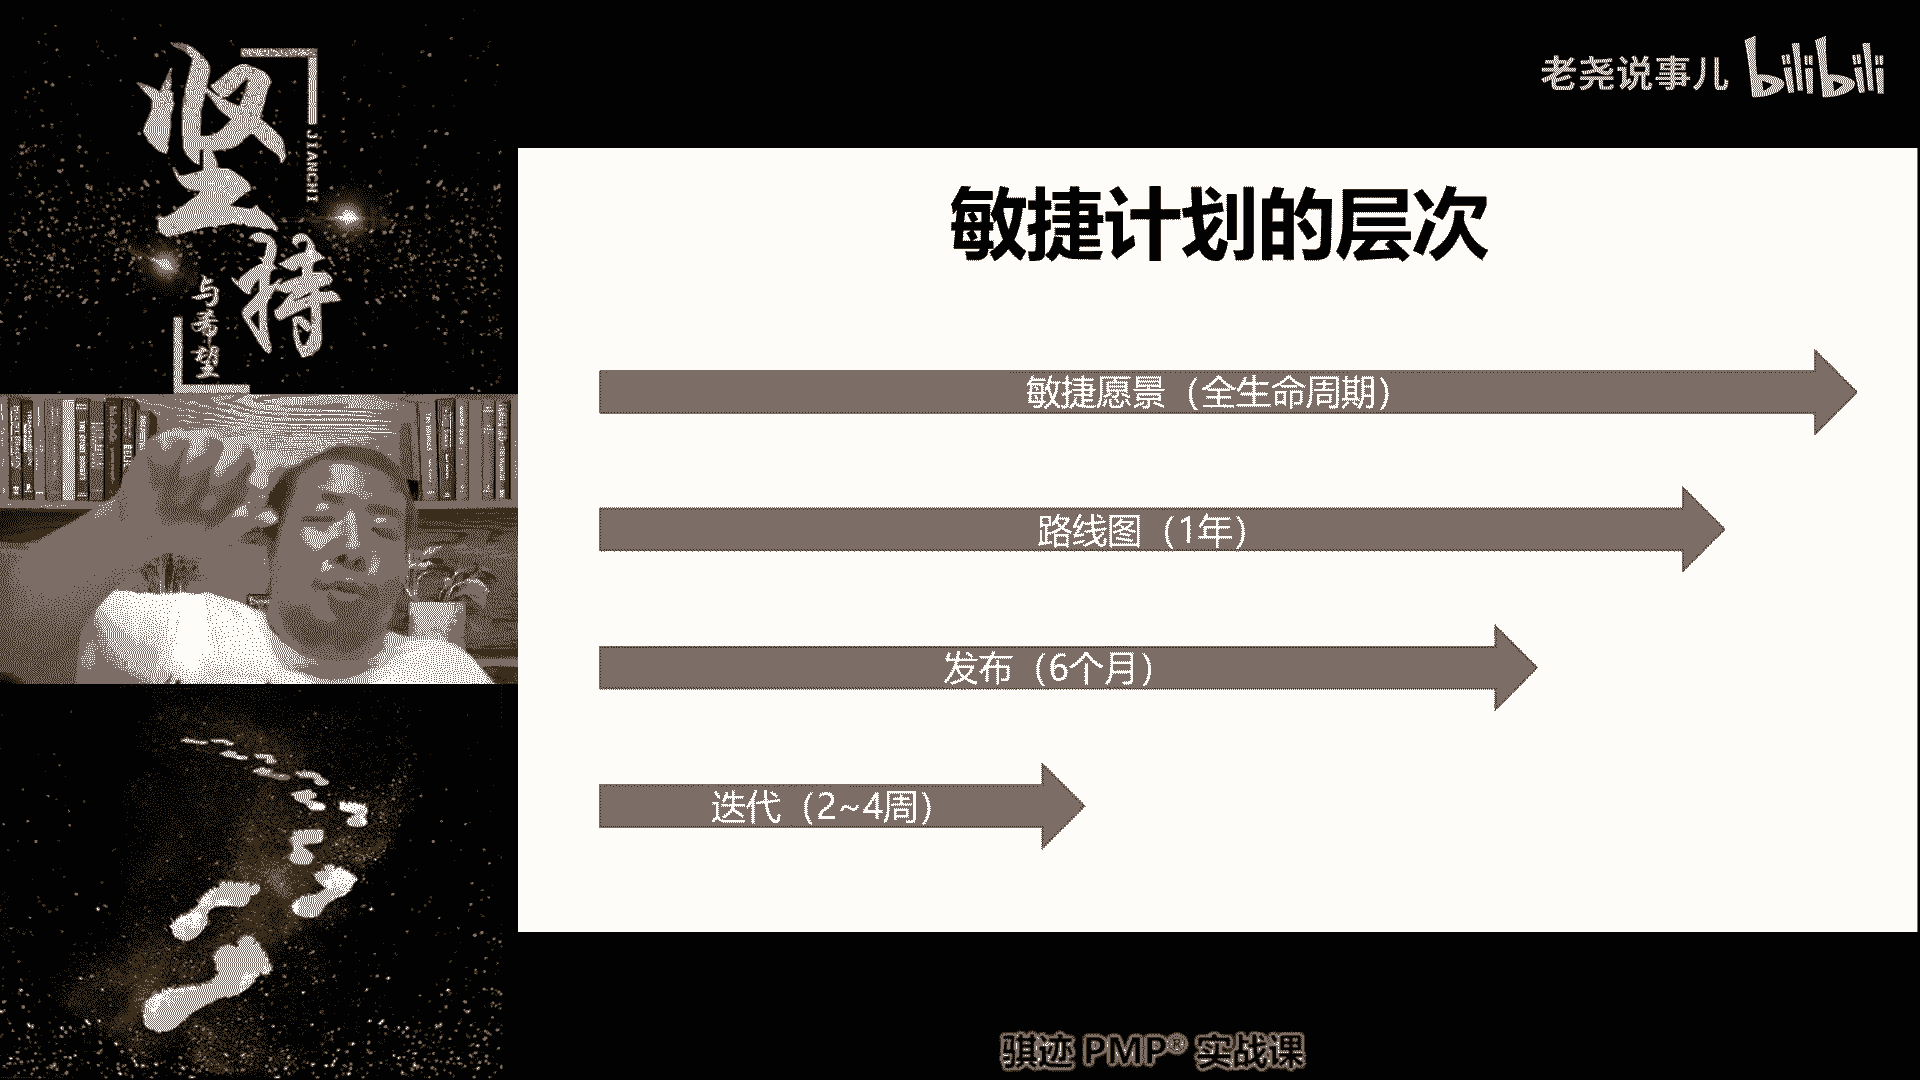 坚持
JIANCHI
与希望
老尧说事儿 bilibili
敏捷计划的层次
敏捷愿景（全生命周期）
路线图（1年）
发布（6个月）
迭代（2~4周）
骐迹 PMP® 实战课